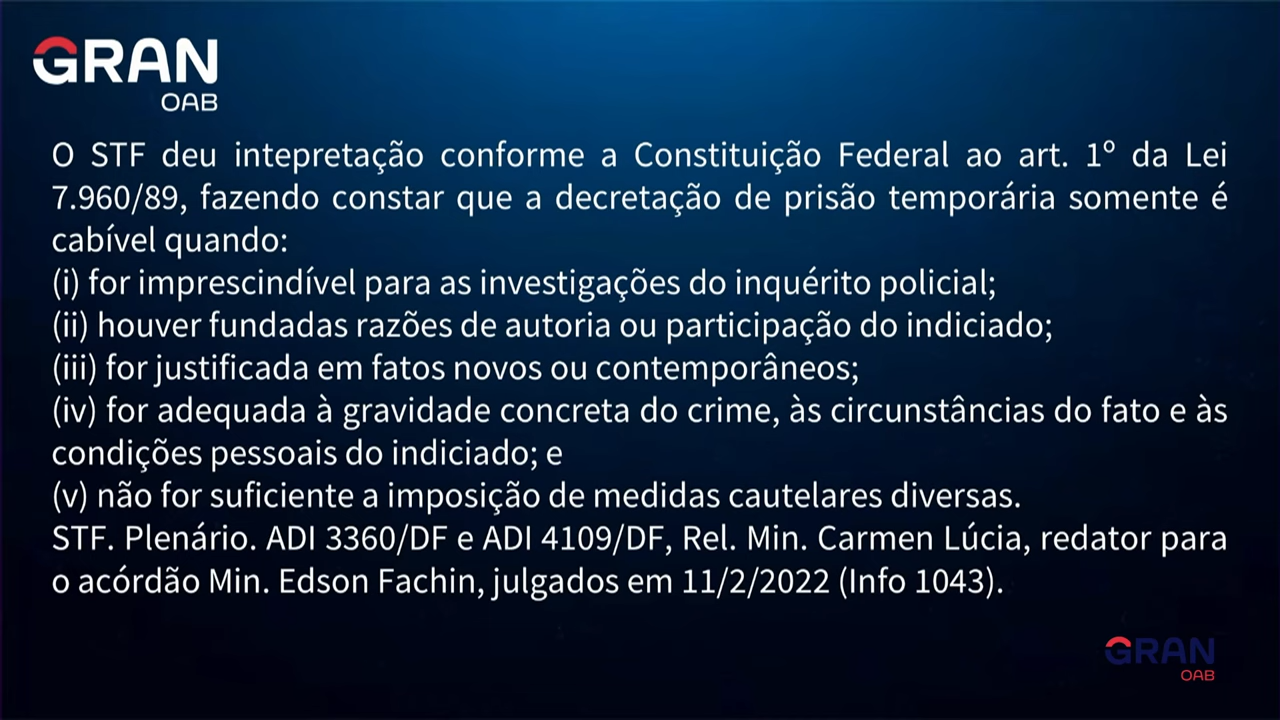 GRAN
OAB
O STF deu intepretação conforme a Constituição Federal ao art. 1º da Lei
7.960/89, fazendo constar que a decretação de prisão temporária somente é
cabível quando:
(i) for imprescindível para as investigações do inquérito policial;
(ii) houver fundadas razões de autoria ou participação do indiciado;
(iii) for justificada em fatos novos ou contemporâneos;
(iv) for adequada à gravidade concreta do crime, às circunstâncias do fato e às
condições pessoais do indiciado; e
(v) não for suficiente a imposição de medidas cautelares diversas.
STF. Plenário. ADI 3360/DF e ADI 4109/DF, Rel. Min. Carmen Lúcia, redator para
o acórdão Min. Edson Fachin, julgados em 11/2/2022 (Info 1043).
GRAN
OAB